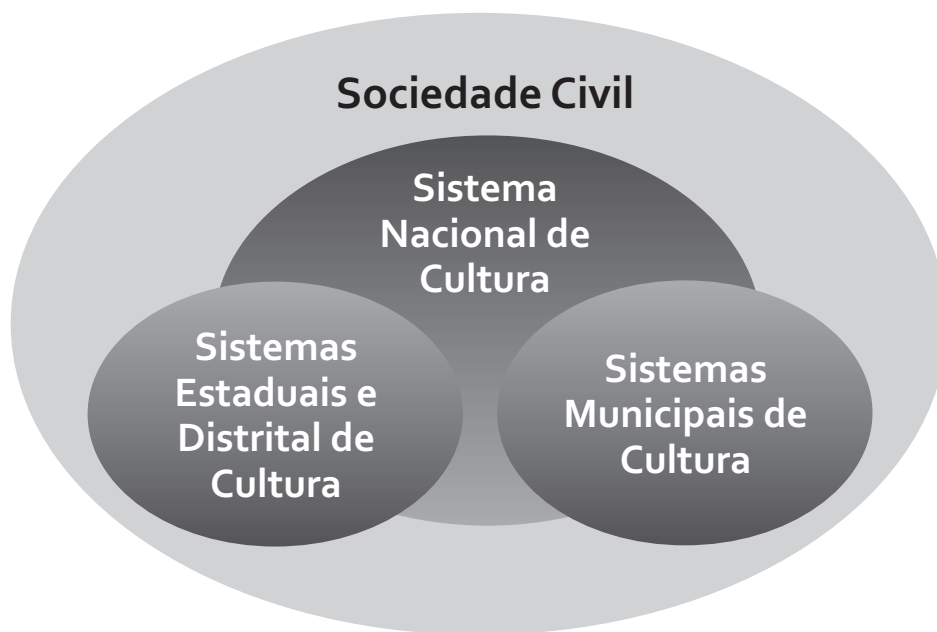 Sociedade Civil
Sistema
Nacional de
Cultura
Sistemas
Estaduais e
Distrital de
Cultura
Sistemas
Municipais de
Cultura